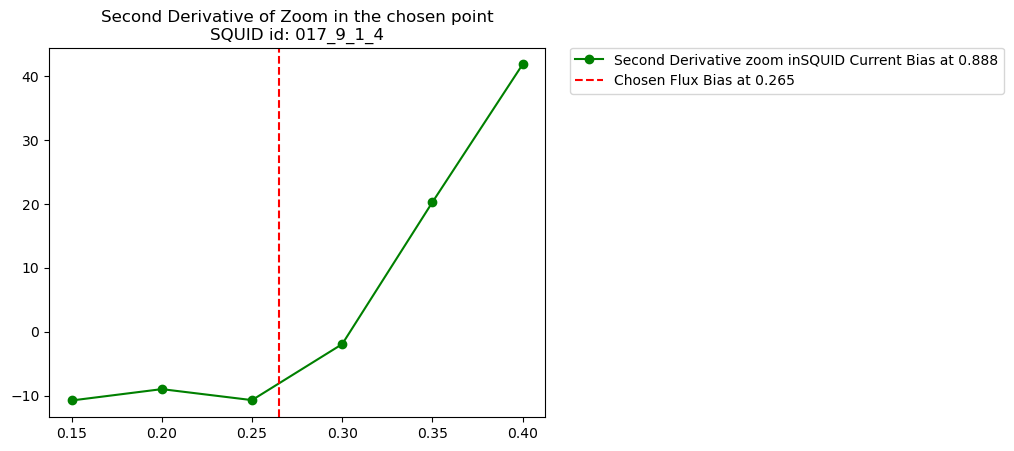 Second Derivative of Zoom in the chosen point
SQUID id: 017_9_1_4
Second Derivative zoom inSQUID Current Bias at 0.888
Chosen Flux Bias at 0.265
40
30
20
10
0
−10
0.15 0.20 0.25 0.30 0.35 0.40